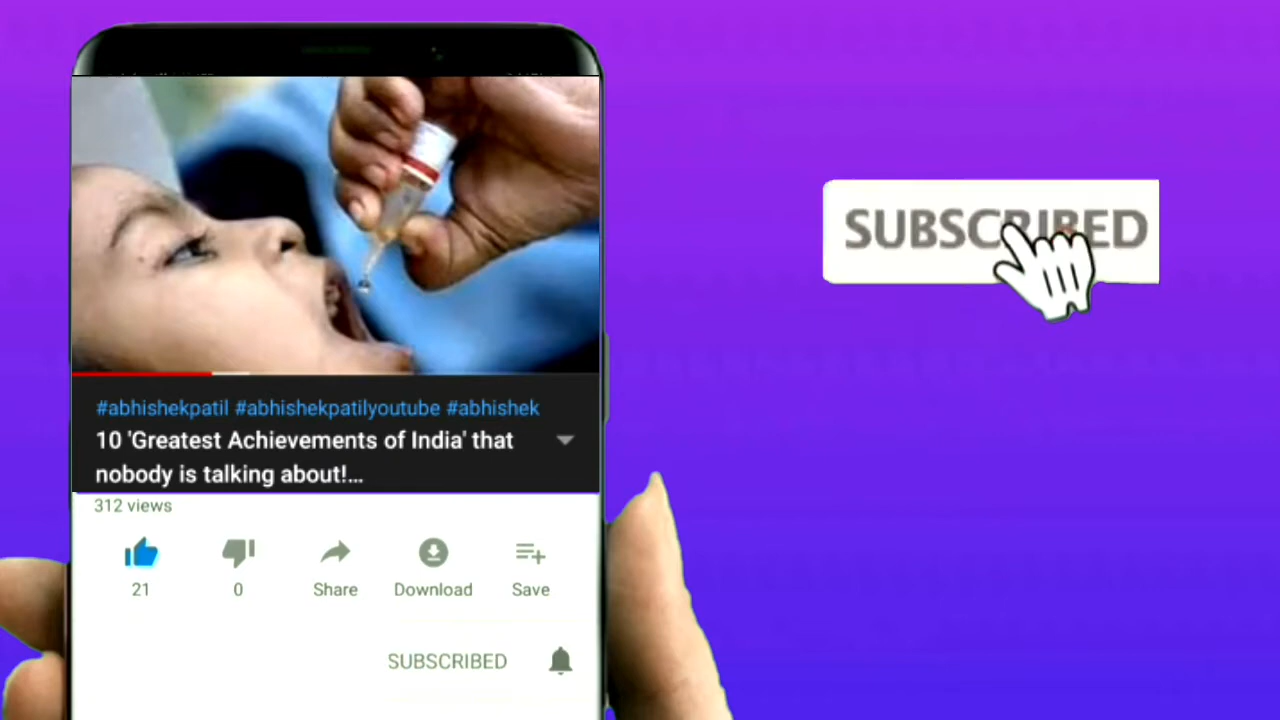 #abhishekpatil #abhishekpatilyoutube #abhishek
10 'Greatest Achievements of India' that
nobody is talking about!...
312 views
21
0
Share
Download
Save
SUBSCRIBED
SUBSCRIBED